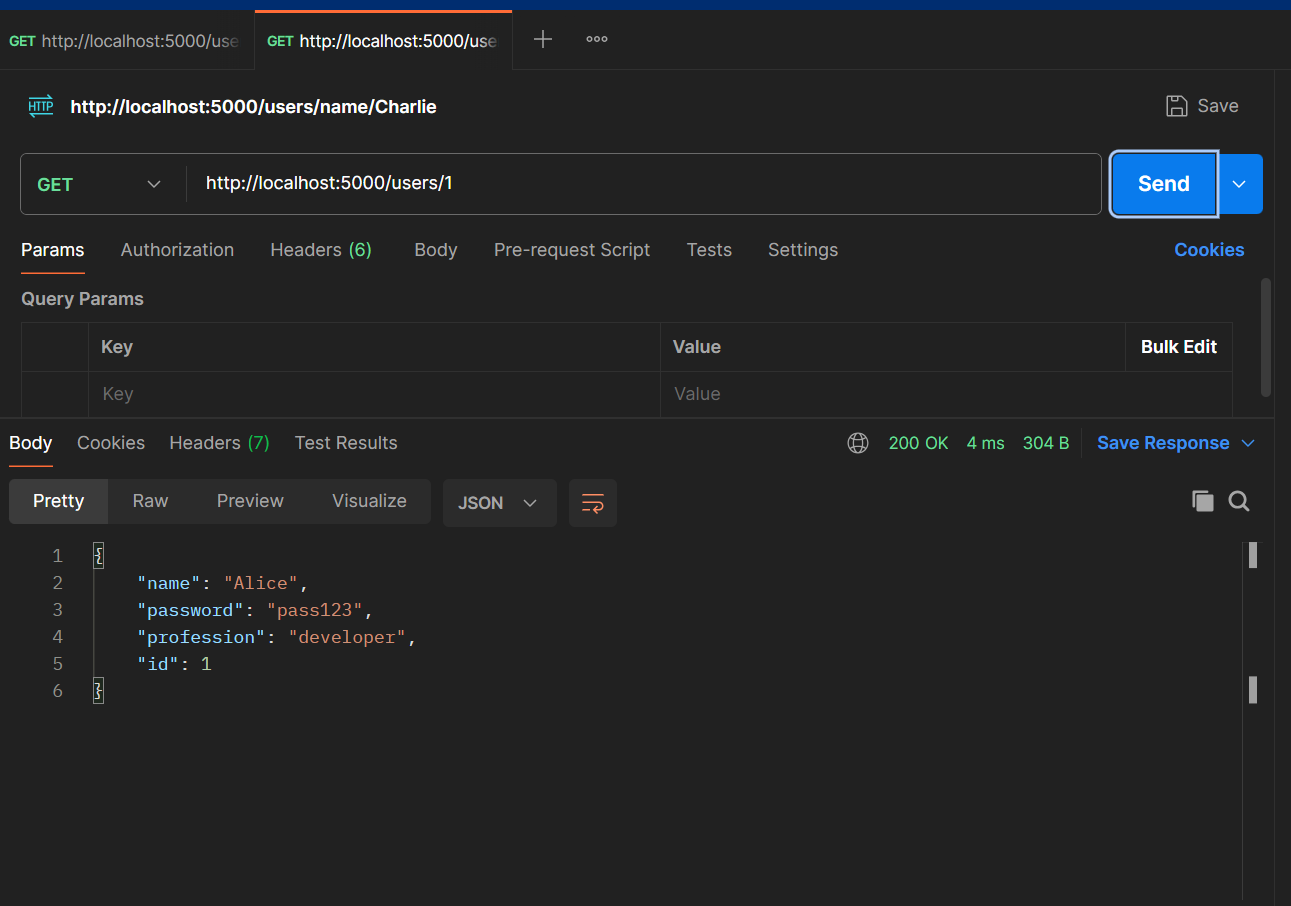 GET http://localhost:5000/use GET http://localhost:5000/use
HTTP http://localhost:5000/users/name/Charlie Save
GET http://localhost:5000/users/1 Send
Params Authorization Headers (6) Body Pre-request Script Tests Settings Cookies
Query Params
Key Value Bulk Edit
Key Value
Body Cookies Headers (7) Test Results 200 OK 4 ms 304 B Save Response
Pretty Raw Preview Visualize JSON
1 {
2 "name": "Alice",
3 "password": "pass123",
4 "profession": "developer",
5 "id": 1
6 }